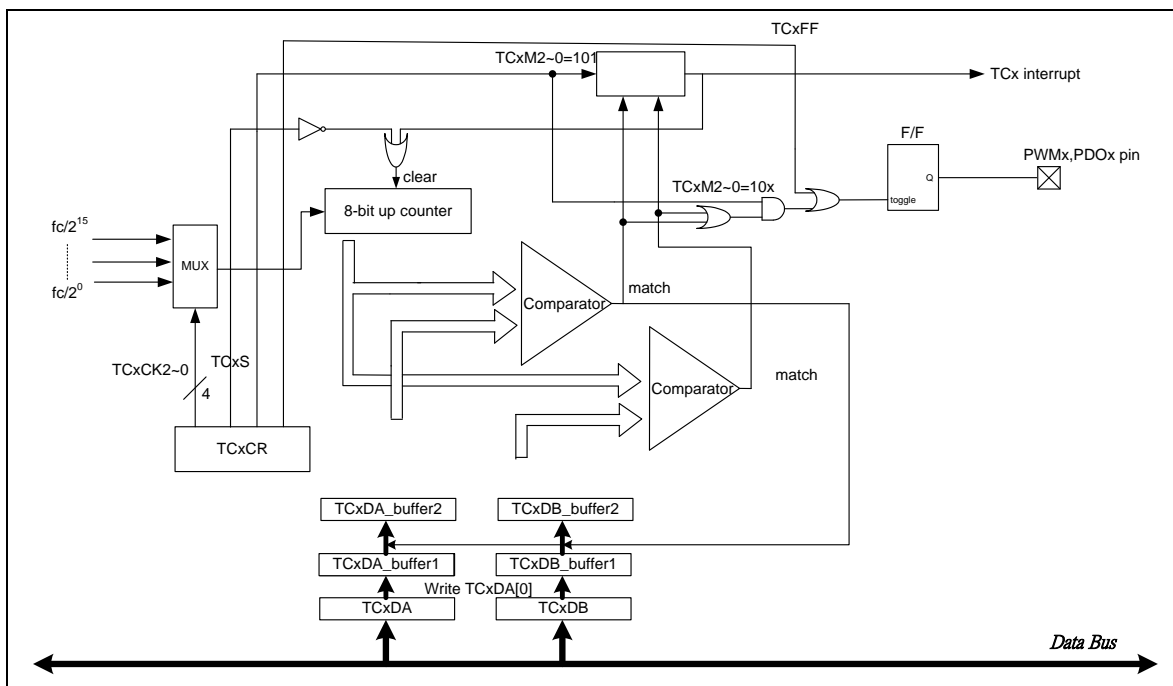 TCxFF
TCxM2~0=101
TCx interrupt
F/F
PWMx,PDOx pin
clear
TCxM2~0=10x
Q
toggle
8-bit up counter
fc/2¹⁵
MUX
fc/2⁰
match
Comparator
TCxCK2~0
TCxS
4
Comparator
match
TCxCR
TCxDA_buffer2
TCxDB_buffer2
TCxDA_buffer1
TCxDB_buffer1
Write TCxDA[0]
TCxDA
TCxDB
Data Bus